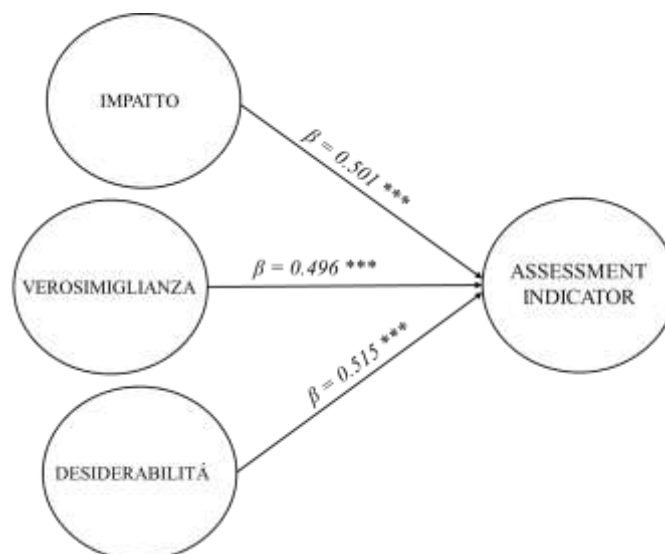 IMPATTO
β = 0.501 ***
VEROSIMIGLIANZA
β = 0.496 ***
ASSESSMENT
INDICATOR
β = 0.515 ***
DESIDERABILITÁ